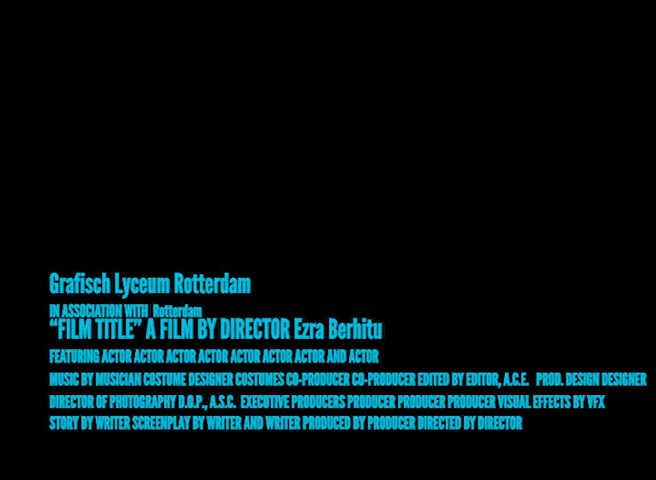 Grafisch Lyceum Rotterdam
IN ASSOCIATION WITH Rotterdam
“FILM TITLE” A FILM BY DIRECTOR Ezra Berhitu
FEATURING ACTOR ACTOR ACTOR ACTOR ACTOR ACTOR ACTOR AND ACTOR
MUSIC BY MUSICIAN COSTUME DESIGNER COSTUMES CO-PRODUCER CO-PRODUCER EDITED BY EDITOR, A.C.E. PROD. DESIGN DESIGNER
DIRECTOR OF PHOTOGRAPHY D.O.P., A.S.C. EXECUTIVE PRODUCERS PRODUCER PRODUCER PRODUCER VISUAL EFFECTS BY VFX
STORY BY WRITER SCREENPLAY BY WRITER AND WRITER PRODUCED BY PRODUCER DIRECTED BY DIRECTOR